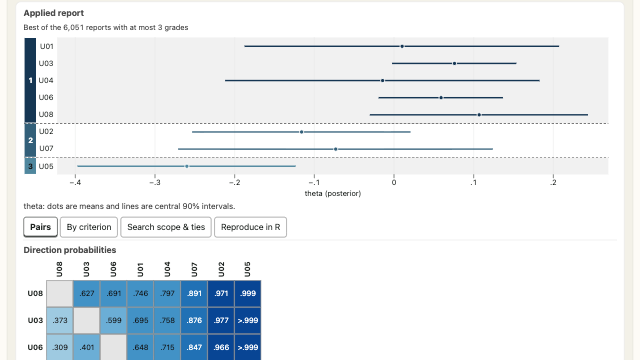 Applied report
Best of the 6,051 reports with at most 3 grades
1
U01
U03
U04
U06
U08
2
U02
U07
3
U05
−.4 −.3 −.2 −.1 0 .1 .2
theta (posterior)
theta: dots are means and lines are central 90% intervals.
Pairs By criterion Search scope & ties Reproduce in R
Direction probabilities
U08 U03 U06 U01 U04 U07 U02 U05
U08 .627 .691 .746 .797 .891 .971 .999
U03 .373 .599 .695 .758 .876 .977 >.999
U06 .309 .401 .648 .715 .847 .966 >.999